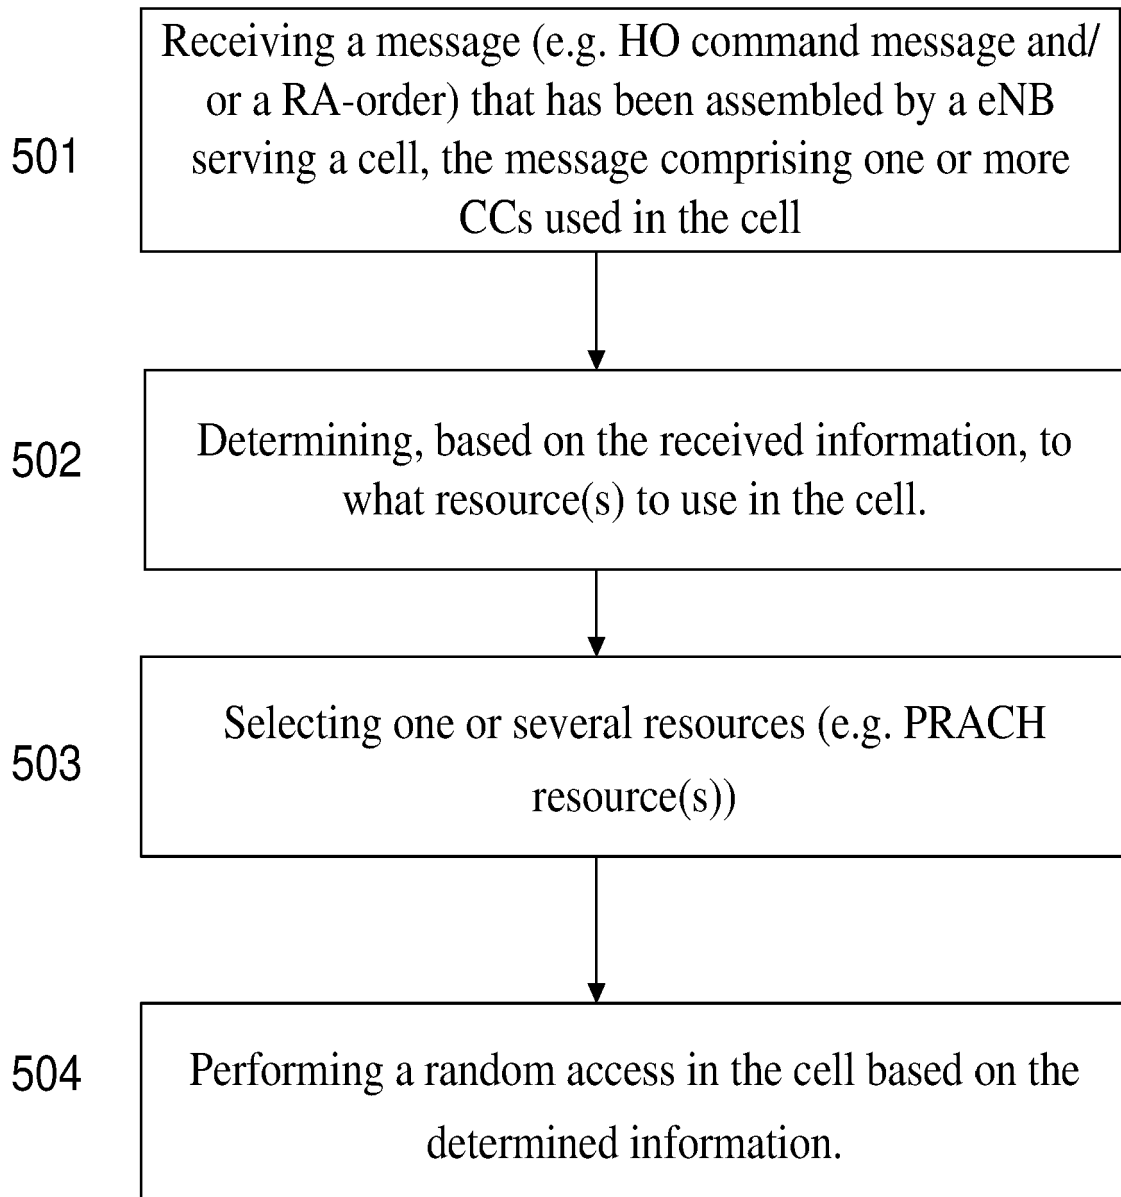 501
Receiving a message (e.g. HO command message and/
or a RA-order) that has been assembled by a eNB
serving a cell, the message comprising one or more
CCs used in the cell
502
Determining, based on the received information, to
what resource(s) to use in the cell.
503
Selecting one or several resources (e.g. PRACH
resource(s))
504
Performing a random access in the cell based on the
determined information.